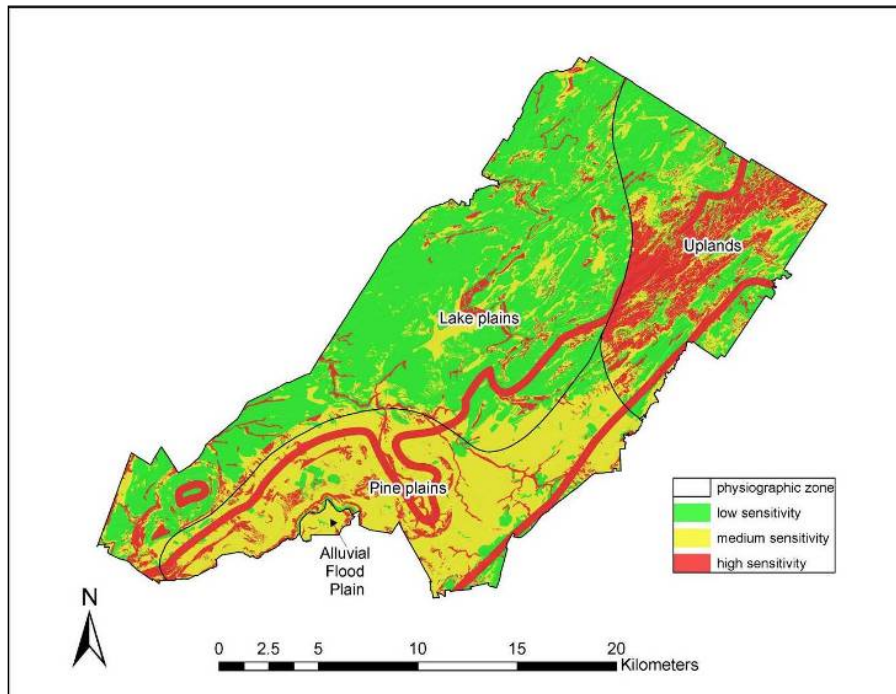 Uplands
Lake plains
Pine plains
Alluvial
Flood
Plain
physiographic zone
low sensitivity
medium sensitivity
high sensitivity
N
0 2.5 5 10 15 20
Kilometers